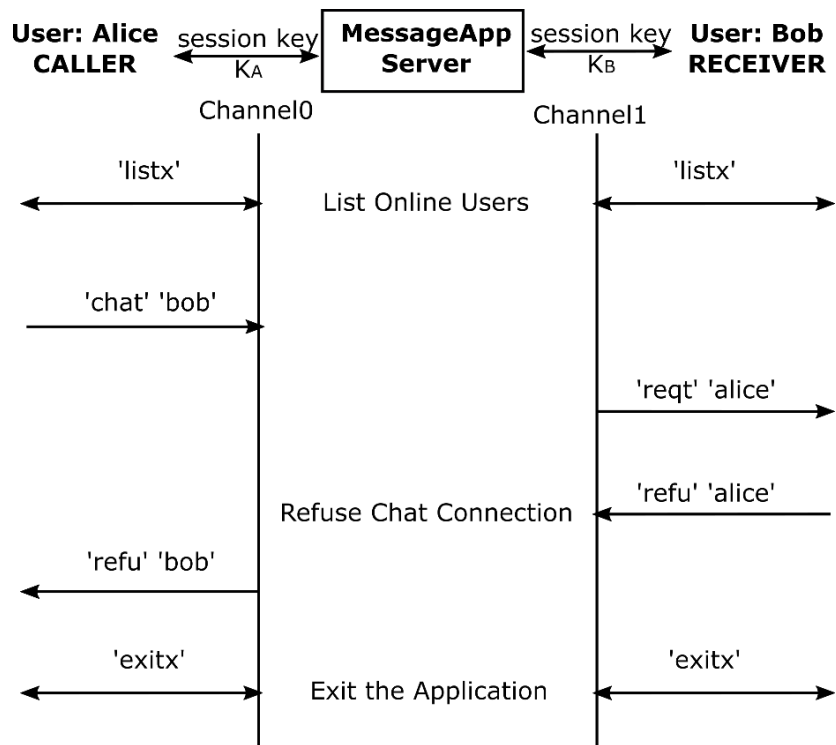 User: Alice
CALLER
session key
KA
MessageApp
Server
session key
KB
User: Bob
RECEIVER
Channel0
Channel1
'listx'
List Online Users
'listx'
'chat' 'bob'
'reqt' 'alice'
Refuse Chat Connection
'refu' 'alice'
'refu' 'bob'
'exitx'
Exit the Application
'exitx'